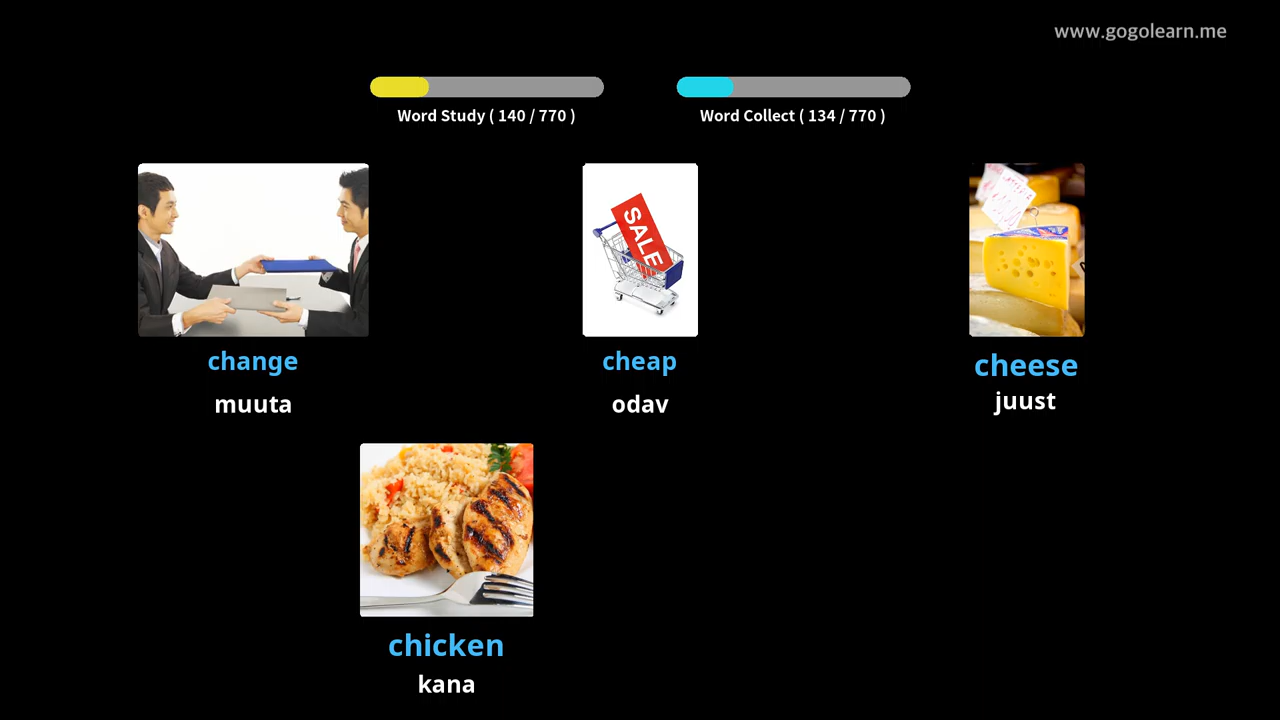 www.gogolearn.me
Word Study ( 140 / 770 )
Word Collect ( 134 / 770 )
SALE
change
cheap
cheese
muuta
odav
juust
chicken
kana